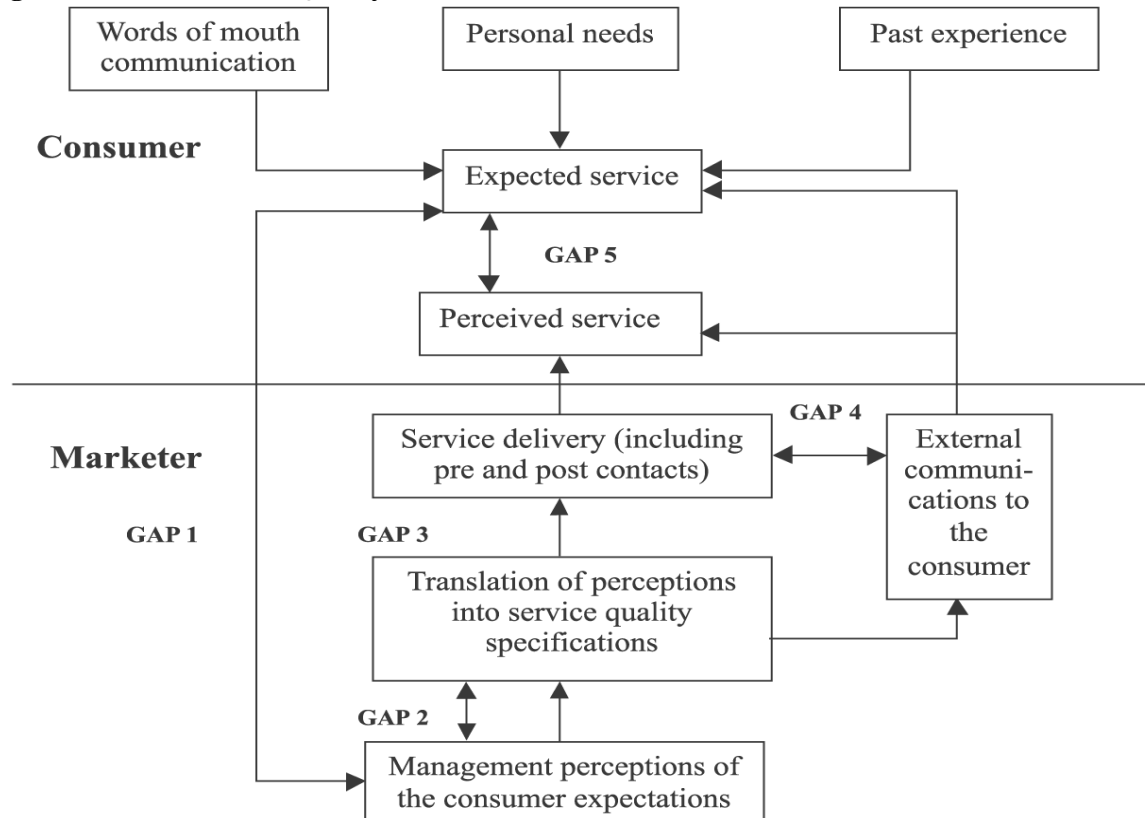 Words of mouth
communication
Personal needs
Past experience
Consumer
Expected service
GAP 5
Perceived service
GAP 4
Marketer
Service delivery (including
pre and post contacts)
External
communi-
cations to
the
consumer
GAP 1
GAP 3
Translation of perceptions
into service quality
specifications
GAP 2
Management perceptions of
the consumer expectations